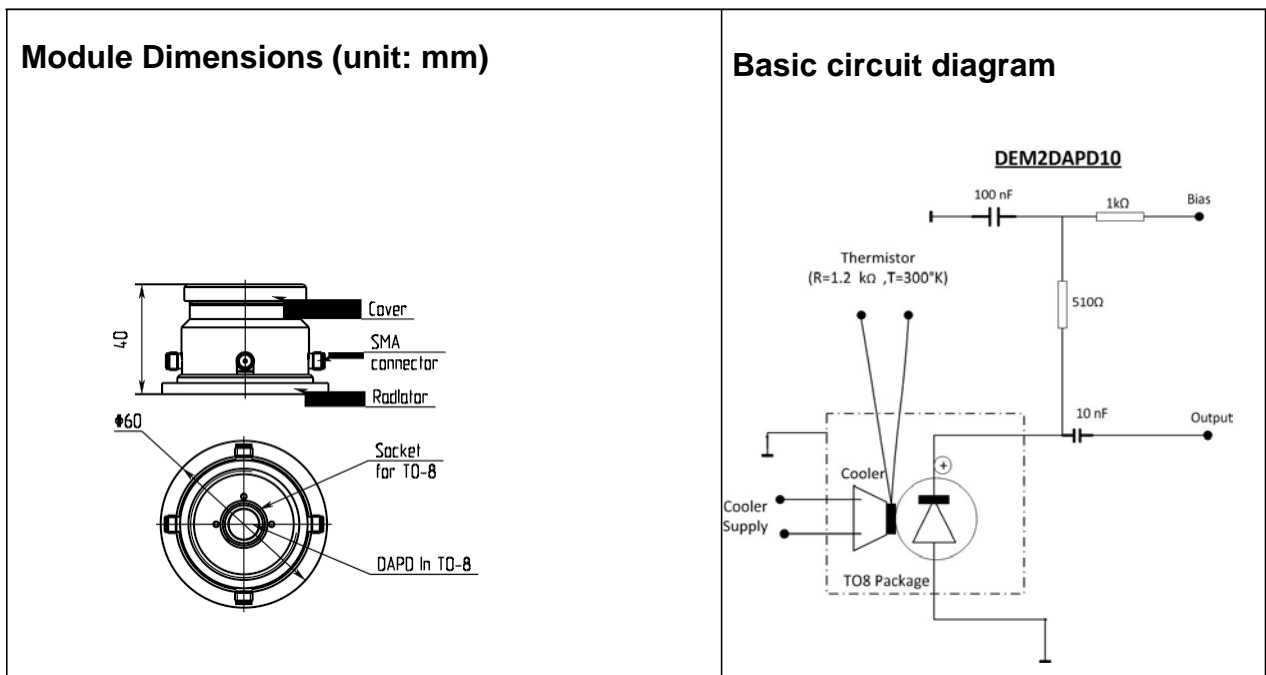 Module Dimensions (unit: mm)
40
Cover
SMA
connector
Radiator
Φ60
Socket
for TO-8
DAPD In TO-8
Basic circuit diagram
DEM2DAPD10
100 nF
1kΩ
Bias
Thermistor
(R=1.2 kΩ ,T=300°K)
510Ω
10 nF
Output
+
Cooler
Cooler
Supply
TO8 Package